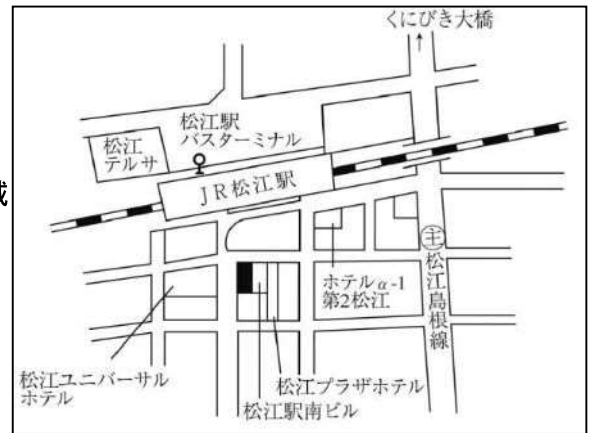 くにびき大橋
松江駅
バスターミナル
松江
テルサ
JR松江駅
ホテルα-1
第2松江
主
松江島根線
松江ユニバーサル
ホテル
松江プラザホテル
松江駅南ビル